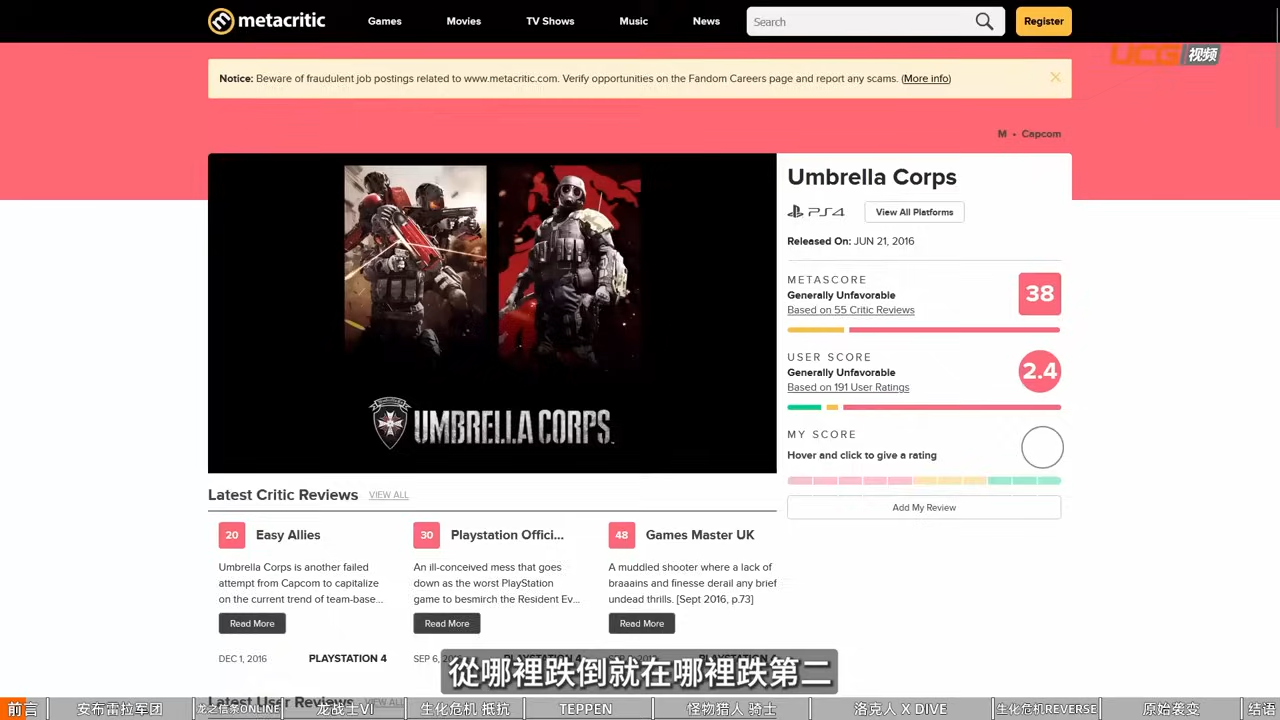 metacritic
Games
Movies
TV Shows
Music
News
Search
Register
UCG视频
Notice: Beware of fraudulent job postings related to www.metacritic.com. Verify opportunities on the Fandom Careers page and report any scams. (More info)
M • Capcom
Umbrella Corps
PS4
View All Platforms
Released On: JUN 21, 2016
METASCORE
Generally Unfavorable
Based on 55 Critic Reviews
38
USER SCORE
Generally Unfavorable
Based on 191 User Ratings
2.4
MY SCORE
Hover and click to give a rating
Add My Review
UMBRELLA CORPS
Latest Critic Reviews
VIEW ALL
20 Easy Allies
Umbrella Corps is another failed
attempt from Capcom to capitalize
on the current trend of team-base...
Read More
DEC 1, 2016
PLAYSTATION 4
30 Playstation Offici...
An ill-conceived mess that goes
down as the worst PlayStation
game to besmirch the Resident Ev...
Read More
SEP 6,
48 Games Master UK
A muddled shooter where a lack of
braaains and finesse derail any brief
undead thrills. [Sept 2016, p.73]
Read More
從哪裡跌倒就在哪裡跌第二
Latest User Reviews
VIEW ALL
前言
安布雷拉军团
龙之信条ONLINE
龙战士VI
生化危机 抵抗
TEPPEN
怪物猎人 骑士
洛克人 X DIVE
生化危机REVERSE
原始袭变
结语